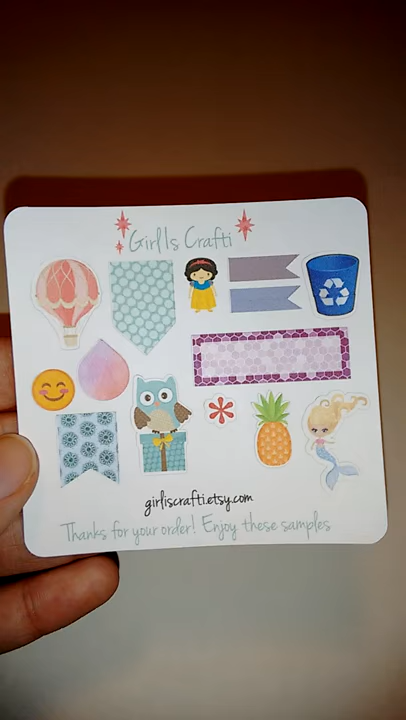 Girl Is Crafti
girliscrafti.etsy.com
Thanks for your order! Enjoy these samples